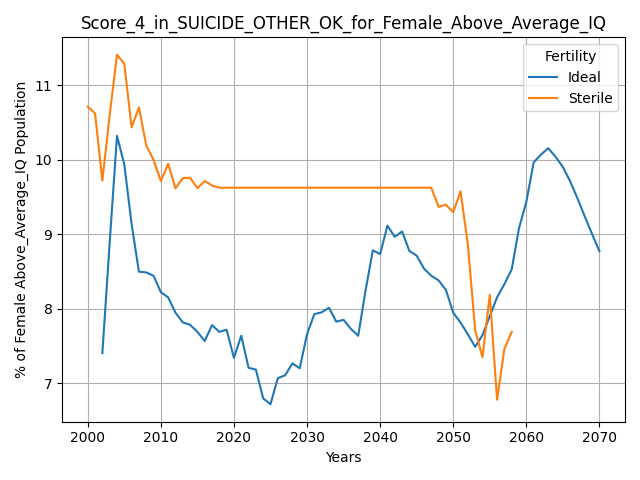 Score_4_in_SUICIDE_OTHER_OK_for_Female_Above_Average_IQ
Fertility
Ideal
Sterile
% of Female Above_Average_IQ Population
11
10
9
8
7
2000 2010 2020 2030 2040 2050 2060 2070
Years